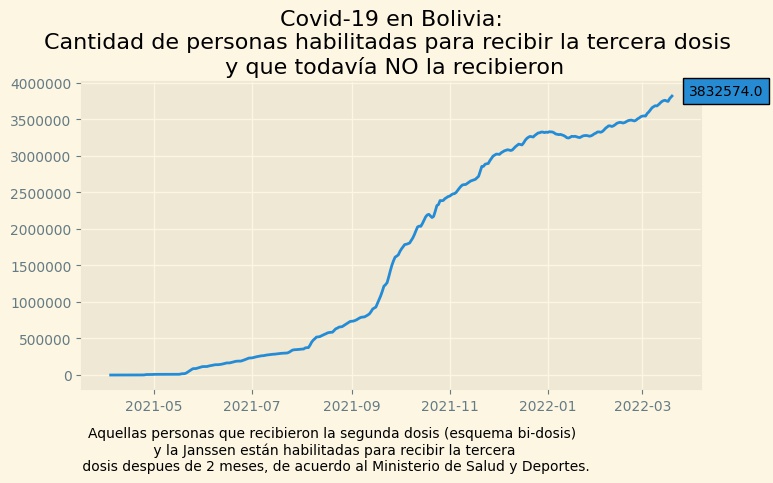 Covid-19 en Bolivia:
Cantidad de personas habilitadas para recibir la tercera dosis
y que todavía NO la recibieron
4000000
3832574.0
3500000
3000000
2500000
2000000
1500000
1000000
500000
0
2021-05 2021-07 2021-09 2021-11 2022-01 2022-03
Aquellas personas que recibieron la segunda dosis (esquema bi-dosis)
y la Janssen están habilitadas para recibir la tercera
dosis despues de 2 meses, de acuerdo al Ministerio de Salud y Deportes.